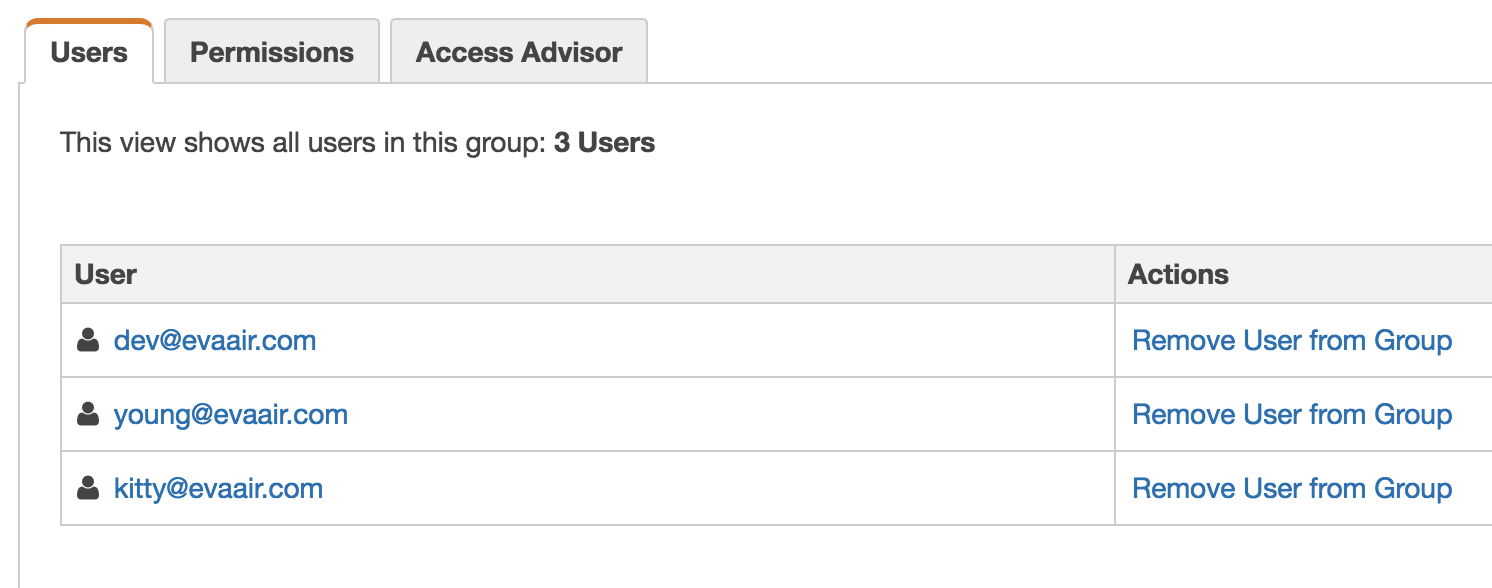 Users Permissions Access Advisor
This view shows all users in this group: 3 Users
User Actions
dev@evaair.com Remove User from Group
young@evaair.com Remove User from Group
kitty@evaair.com Remove User from Group